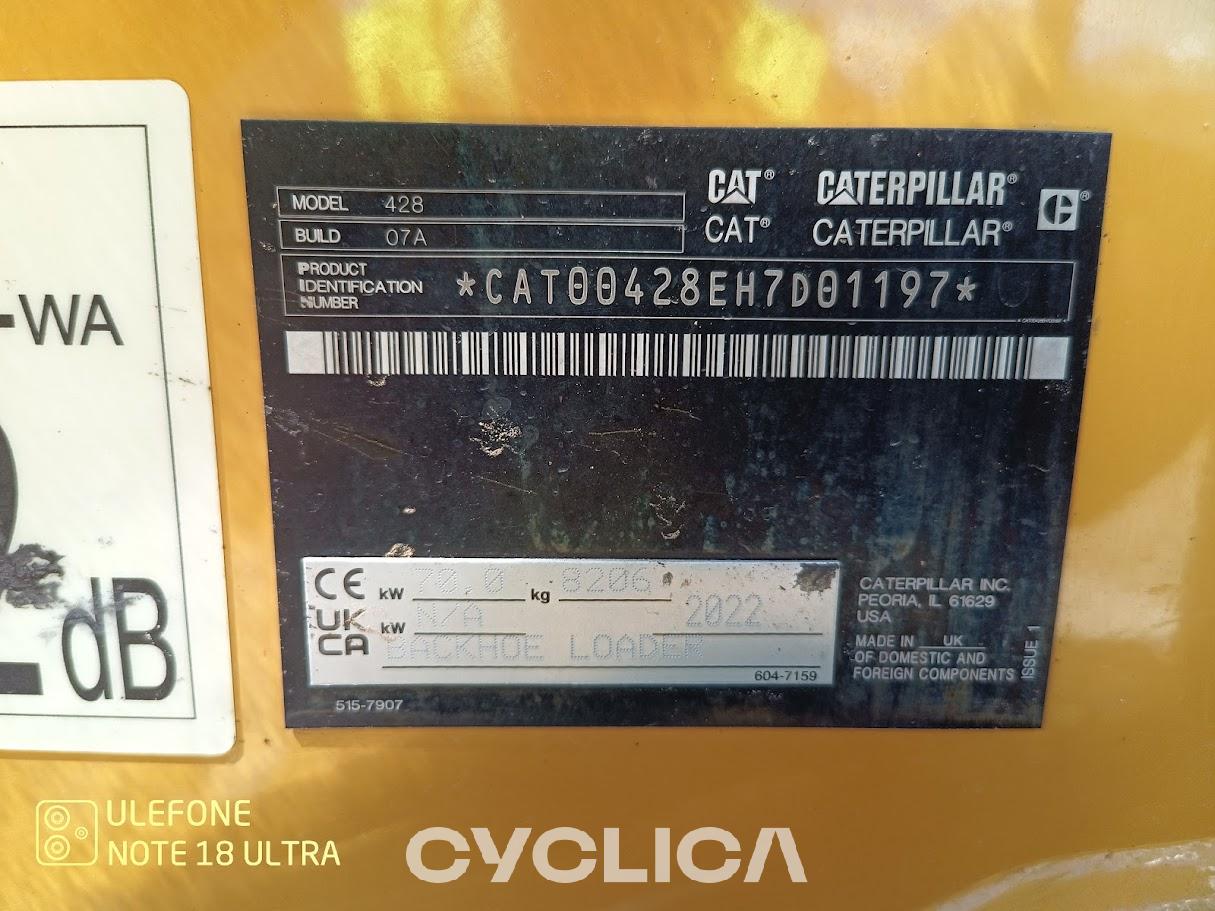 -WA
dB
MODEL 428
BUILD 07A
CAT® CATERPILLAR®
CAT® CATERPILLAR®
PRODUCT
IDENTIFICATION
NUMBER
*CAT00428EH7D01197*
CE kW 70.0 kg 8206
UK CA kW N/A 2022
BACKHOE LOADER
604-7159
515-7907
CATERPILLAR INC.
PEORIA, IL 61629
USA
MADE IN UK
OF DOMESTIC AND
FOREIGN COMPONENTS
ISSUE 1
ULEFONE
NOTE 18 ULTRA
CYCLICA